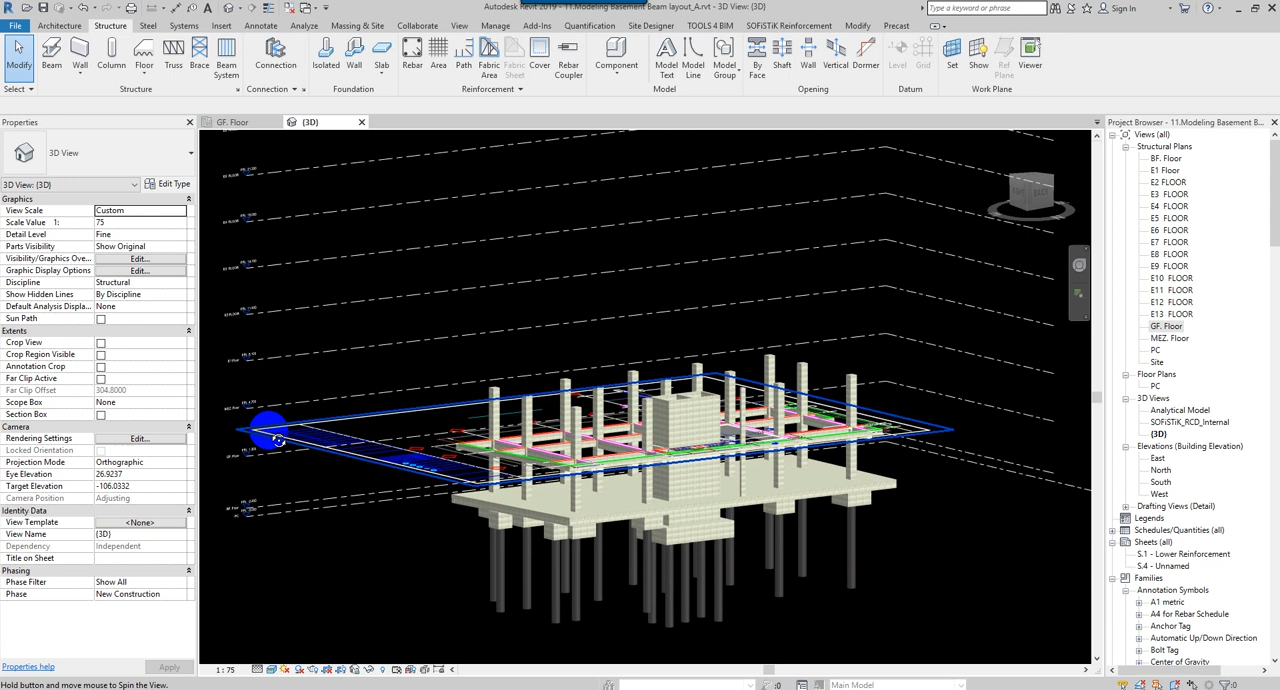 Autodesk Revit 2019 - 11.Modeling Basement Beam layout_A.rvt - 3D View: {3D}
Type a keyword or phrase
Sign In
File Architecture Structure Steel Systems Insert Annotate Analyze Massing & Site Collaborate View Manage Add-Ins Quantification Site Designer TOOLS 4 BIM SOFiSTiK Reinforcement Modify Precast
Modify Beam Wall Column Floor Truss Brace Beam System Connection Isolated Wall Slab Rebar Area Path Fabric Area Fabric Sheet Cover Rebar Coupler Component Model Text Model Line Model Group By Face Shaft Wall Vertical Dormer Level Grid Set Show Ref Plane Viewer
Select Structure Connection Foundation Reinforcement Model Opening Datum Work Plane
Properties
GF. Floor
{3D}
3D View
3D View: {3D}
Edit Type
Graphics
View Scale Custom
Scale Value 1: 75
Detail Level Fine
Parts Visibility Show Original
Visibility/Graphics Ove... Edit...
Graphic Display Options Edit...
Discipline Structural
Show Hidden Lines By Discipline
Default Analysis Displa... None
Sun Path
Extents
Crop View
Crop Region Visible
Annotation Crop
Far Clip Active
Far Clip Offset 304.8000
Scope Box None
Section Box
Camera
Rendering Settings Edit...
Locked Orientation
Projection Mode Orthographic
Eye Elevation 26.9237
Target Elevation -106.0332
Camera Position Adjusting
Identity Data
View Template <None>
View Name {3D}
Dependency Independent
Title on Sheet
Phasing
Phase Filter Show All
Phase New Construction
Properties help
Apply
1 : 75
Hold button and move mouse to Spin the View.
:0
Main Model
:0
Project Browser - 11.Modeling Basement B...
Views (all)
Structural Plans
BF. Floor
E1 Floor
E2 FLOOR
E3 FLOOR
E4 FLOOR
E5 FLOOR
E6 FLOOR
E7 FLOOR
E8 FLOOR
E9 FLOOR
E10 FLOOR
E11 FLOOR
E12 FLOOR
E13 FLOOR
GF. Floor
MEZ. Floor
PC
Site
Floor Plans
PC
3D Views
Analytical Model
SOFiSTiK_RCD_Internal
{3D}
Elevations (Building Elevation)
East
North
South
West
Drafting Views (Detail)
Legends
Schedules/Quantities (all)
Sheets (all)
S.1 - Lower Reinforcement
S.4 - Unnamed
Families
Annotation Symbols
A1 metric
A4 for Rebar Schedule
Anchor Tag
Automatic Up/Down Direction
Bolt Tag
Center of Gravity